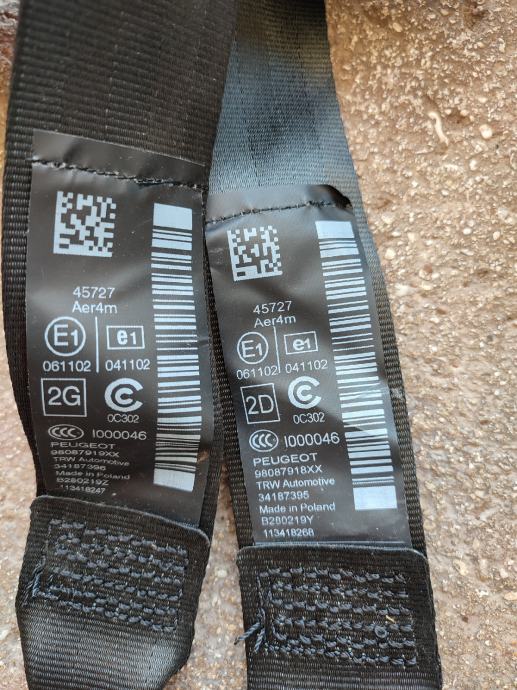 45727
Aer4m
E1
e1
061102
041102
2G
C
0C302
CCC
I000046
PEUGEOT
98087919XX
TRW Automotive
34187396
Made in Poland
B280219Z
113418247
45727
Aer4m
E1
e1
061102
041102
2D
C
0C302
CCC
I000046
PEUGEOT
98087918XX
TRW Automotive
34187395
Made in Poland
B280219Y
113418268